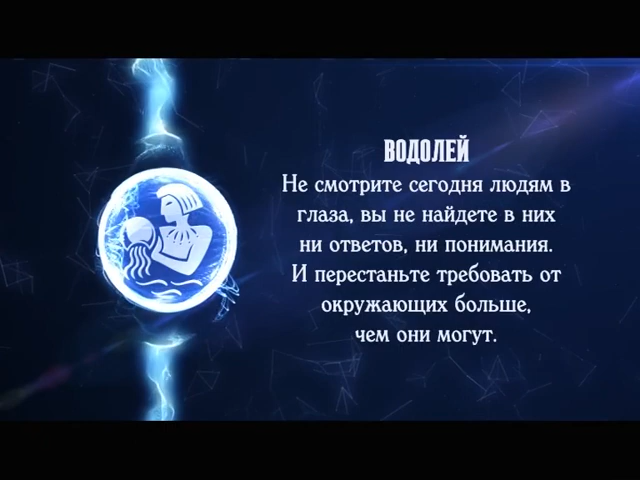 ВОДОЛЕЙ
Не смотрите сегодня людям в
глаза, вы не найдете в них
ни ответов, ни понимания.
И перестаньте требовать от
окружающих больше,
чем они могут.